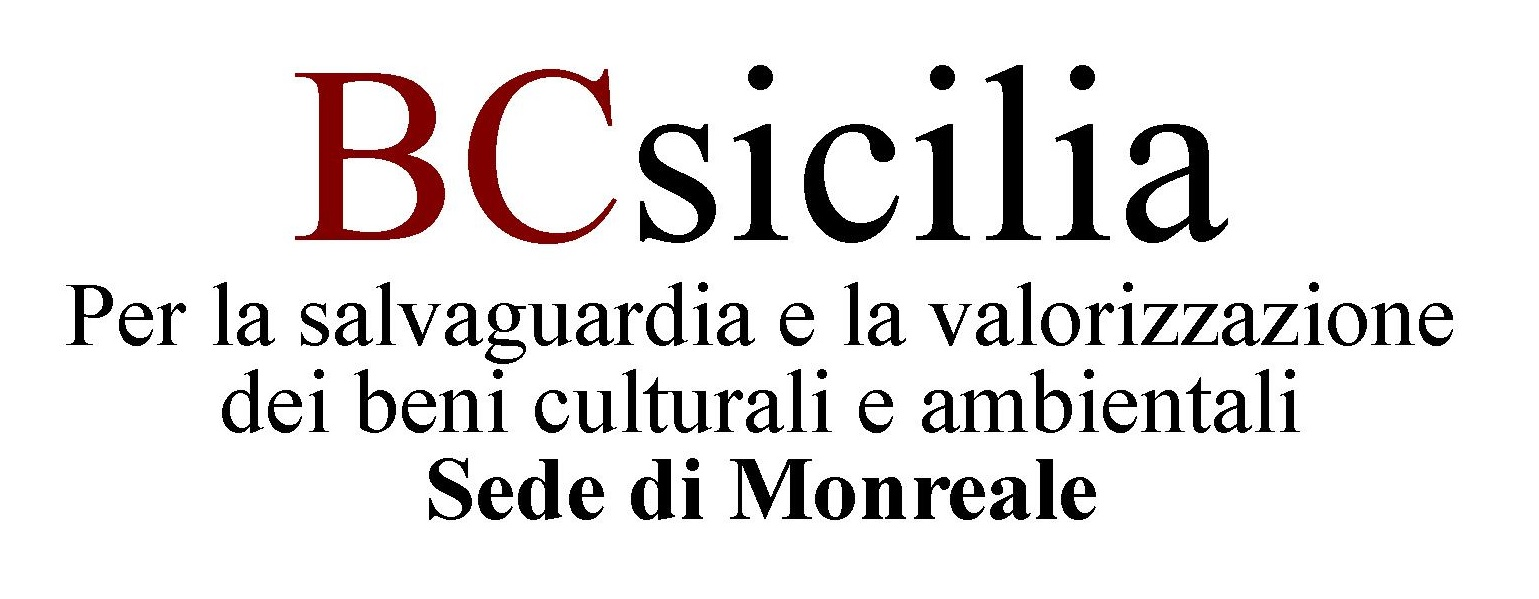 BCsicilia
Per la salvaguardia e la valorizzazione
dei beni culturali e ambientali
Sede di Monreale